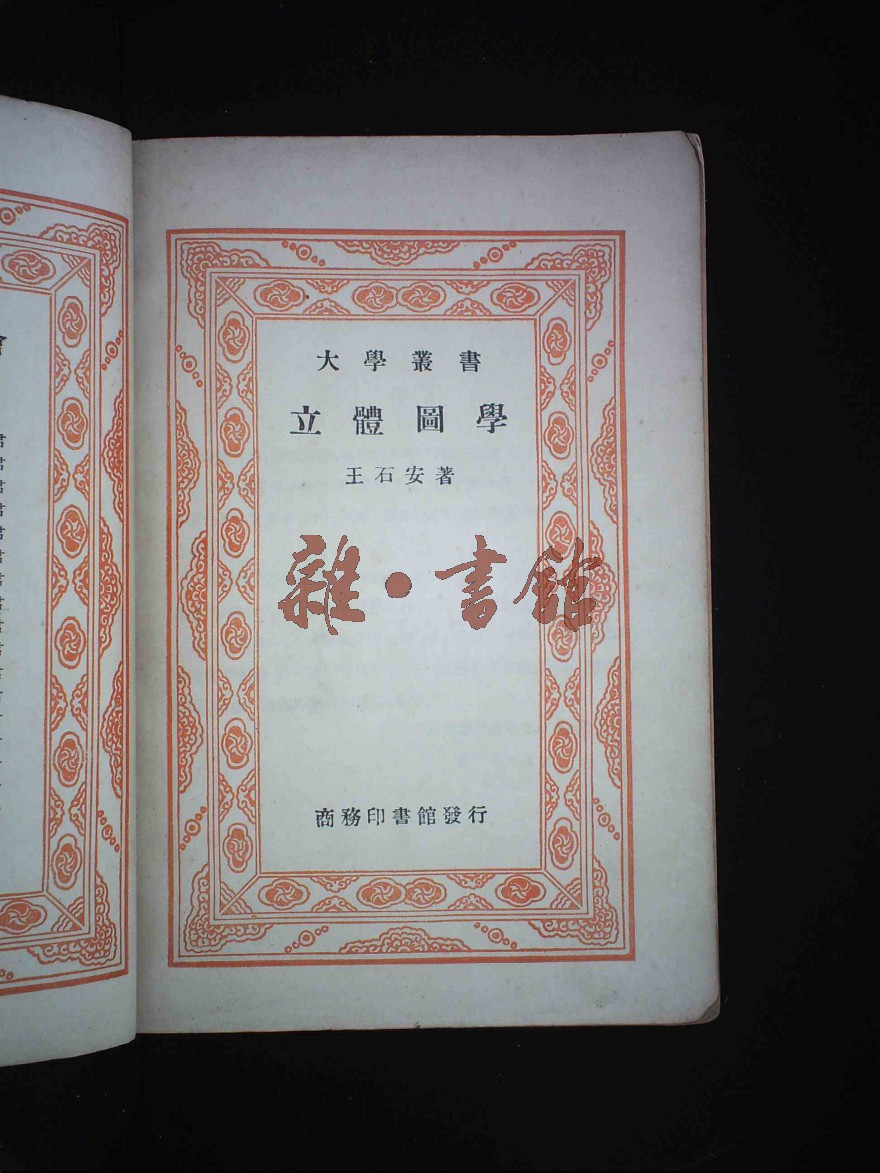 大學叢書
立體圖學
王石安著
雜·書館
商務印書館發行